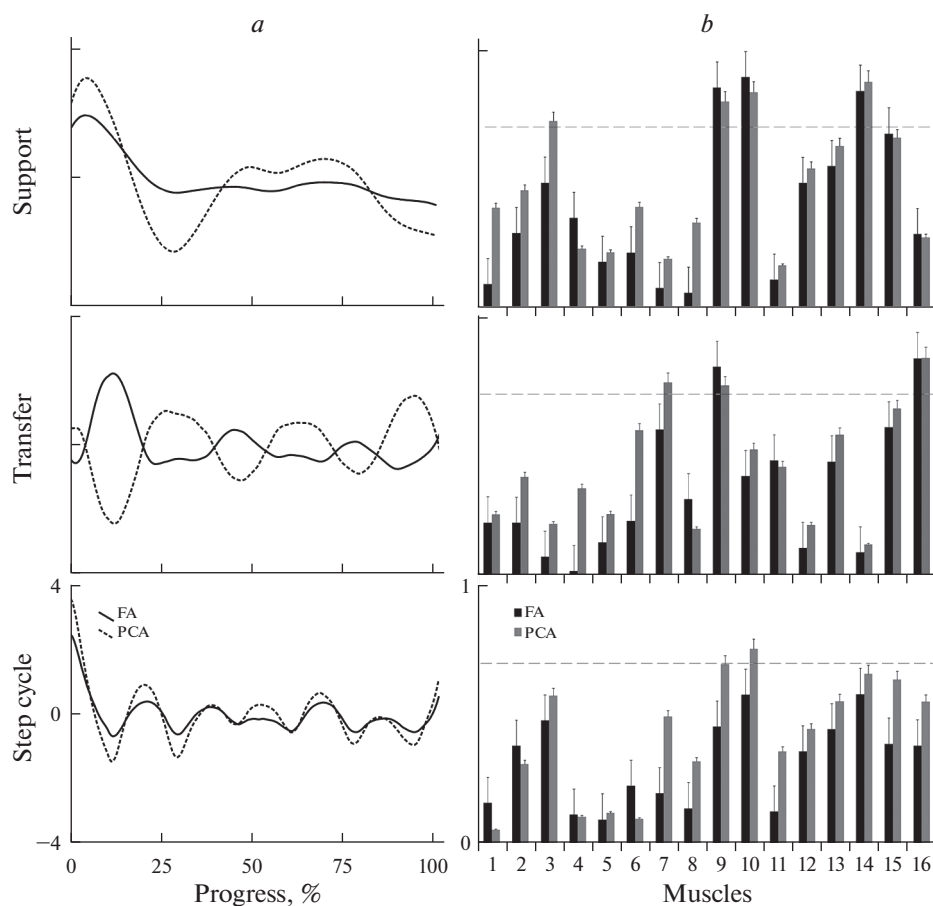 a
b
Support
Transfer
Step cycle
4
0
−4
FA
PCA
0 25 50 75 100
Progress, %
1
0
FA
PCA
1 2 3 4 5 6 7 8 9 10 11 12 13 14 15 16
Muscles